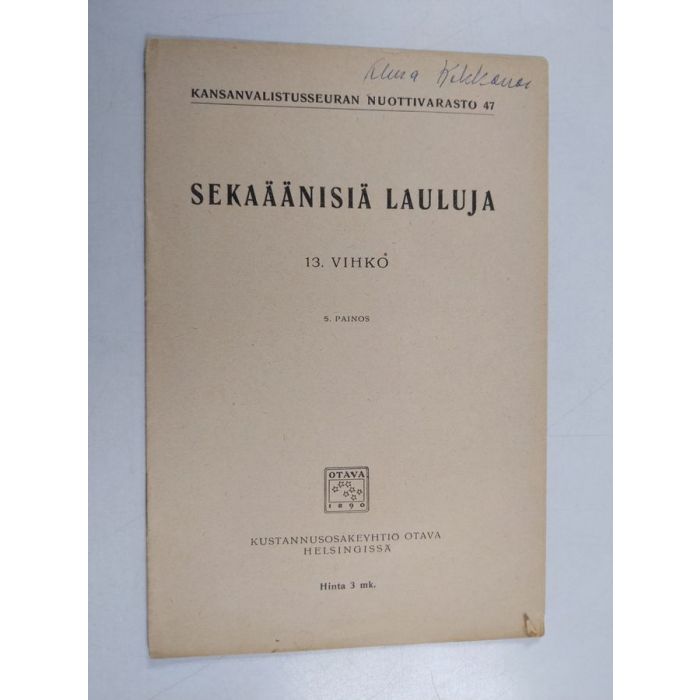 KANSANVALISTUSSEURAN NUOTTIVARASTO 47
SEKAÄÄNISIÄ LAULUJA
13. VIHKO
5. PAINOS
OTAVA
1890
KUSTANNUSOSAKEYHTIÖ OTAVA
HELSINGISSÄ
Hinta 3 mk.